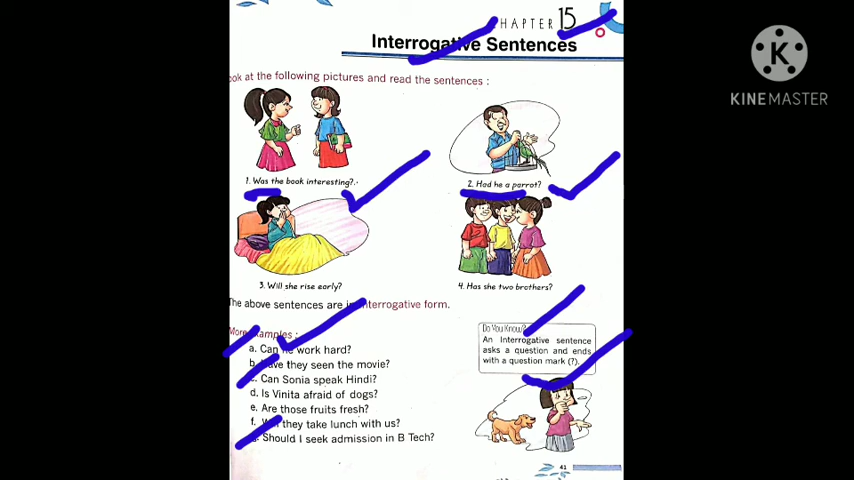 CHAPTER 15
Interrogative Sentences
ook at the following pictures and read the sentences :
1. Was the book interesting?
2. Had he a parrot?
3. Will she rise early?
4. Has she two brothers?
The above sentences are in interrogative form.
More examples :
a. Can he work hard?
b. Have they seen the movie?
c. Can Sonia speak Hindi?
d. Is Vinita afraid of dogs?
e. Are those fruits fresh?
f. Will they take lunch with us?
g. Should I seek admission in B Tech?
Do You Know?
An Interrogative sentence
asks a question and ends
with a question mark (?).
41
K
KINEMASTER